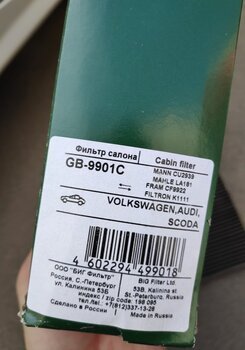 Фильтр салона
Cabin filter
GB-9901C
MANN CU2939
MAHLE LA181
FRAM CF9922
FILTRON K1111
VOLKSWAGEN,AUDI,
SCODA
4 602294 499018
ООО "БИГ Фильтр"
Россия, С.-Петербург
ул. Калинина 53Б
индекс / zip code 198 095
тел.: +7(812)337-13-28
Сделано в России
BIG Filter Ltd.
53B, Kalinina st
St.-Petersburg, Russia
Made in Russia